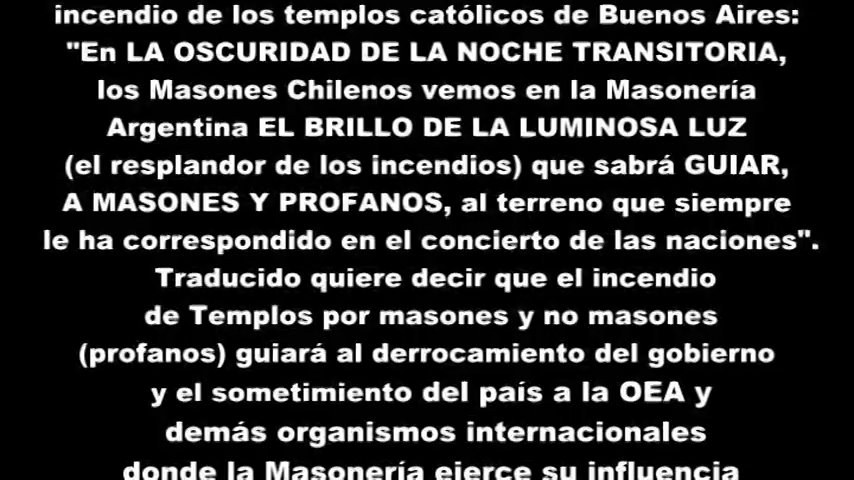 incendio de los templos católicos de Buenos Aires:
"En LA OSCURIDAD DE LA NOCHE TRANSITORIA,
los Masones Chilenos vemos en la Masonería
Argentina EL BRILLO DE LA LUMINOSA LUZ
(el resplandor de los incendios) que sabrá GUIAR,
A MASONES Y PROFANOS, al terreno que siempre
le ha correspondido en el concierto de las naciones".
Traducido quiere decir que el incendio
de Templos por masones y no masones
(profanos) guiará al derrocamiento del gobierno
y el sometimiento del país a la OEA y
demás organismos internacionales
donde la Masonería ejerce su influencia